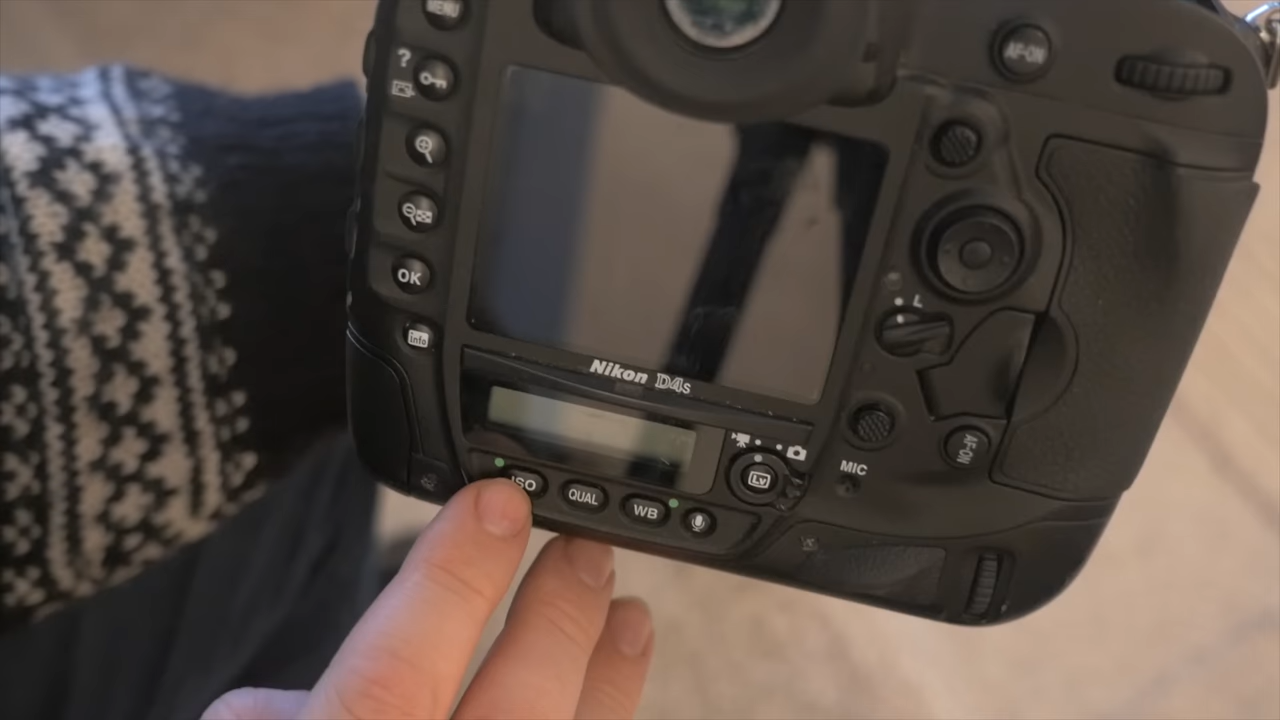 MENU
AF-ON
?
OK
info
L
Nikon D4s
ISO
QUAL
WB
Lv
MIC
AF-ON